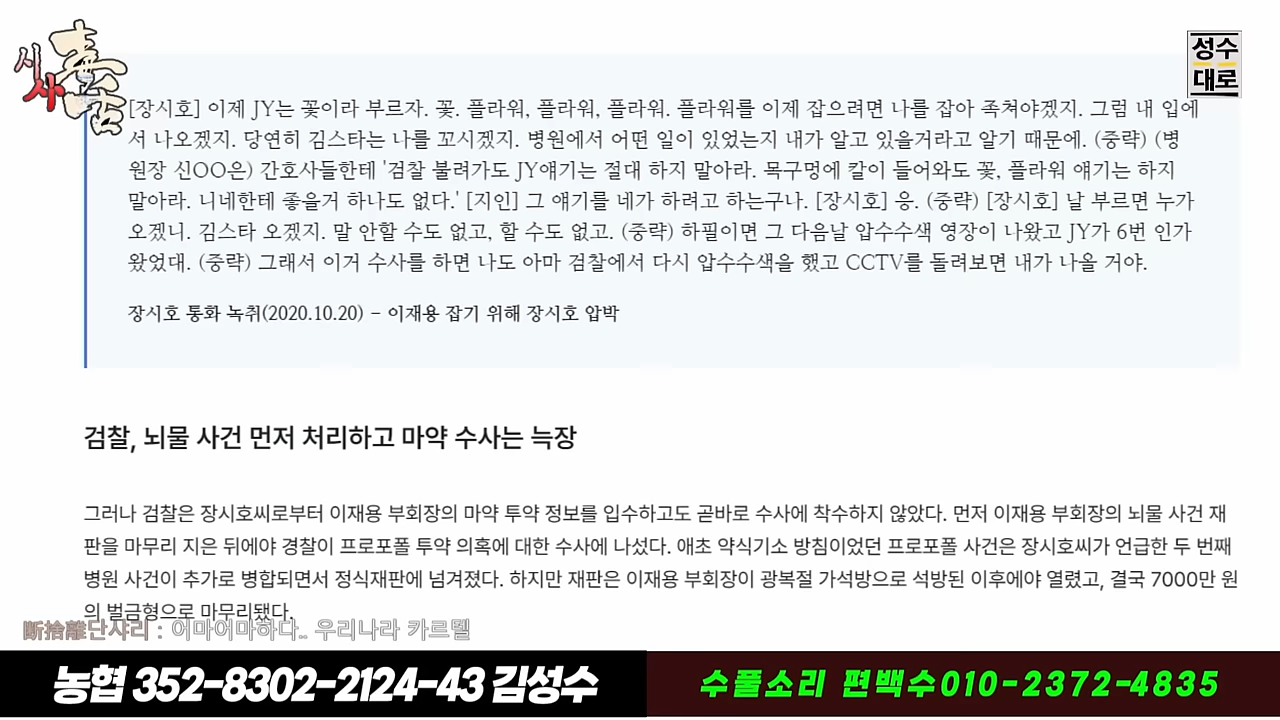 시사喜談
성수
대로
[장시호] 이제 JY는 꽃이라 부르자. 꽃. 플라워, 플라워, 플라워. 플라워를 이제 잡으려면 나를 잡아 족쳐야겠지. 그럼 내 입에
서 나오겠지. 당연히 김스타는 나를 꼬시겠지. 병원에서 어떤 일이 있었는지 내가 알고 있을거라고 알기 때문에. (중략) (병
원장 신OO은) 간호사들한테 '검찰 불려가도 JY얘기는 절대 하지 말아라. 목구멍에 칼이 들어와도 꽃, 플라워 얘기는 하지
말아라. 니네한테 좋을거 하나도 없다.' [지인] 그 얘기를 네가 하려고 하는구나. [장시호] 응. (중략) [장시호] 날 부르면 누가
오겠니. 김스타 오겠지. 말 안할 수도 없고, 할 수도 없고. (중략) 하필이면 그 다음날 압수수색 영장이 나왔고 JY가 6번 인가
왔었대. (중략) 그래서 이거 수사를 하면 나도 아마 검찰에서 다시 압수수색을 했고 CCTV를 돌려보면 내가 나올 거야.
장시호 통화 녹취(2020.10.20) - 이재용 잡기 위해 장시호 압박
검찰, 뇌물 사건 먼저 처리하고 마약 수사는 늑장
그러나 검찰은 장시호씨로부터 이재용 부회장의 마약 투약 정보를 입수하고도 곧바로 수사에 착수하지 않았다. 먼저 이재용 부회장의 뇌물 사건 재
판을 마무리 지은 뒤에야 경찰이 프로포폴 투약 의혹에 대한 수사에 나섰다. 애초 약식기소 방침이었던 프로포폴 사건은 장시호씨가 언급한 두 번째
병원 사건이 추가로 병합되면서 정식재판에 넘겨졌다. 하지만 재판은 이재용 부회장이 광복절 가석방으로 석방된 이후에야 열렸고, 결국 7000만 원
의 벌금형으로 마무리됐다.
斷捨離단샤리 : 어마어마하다.. 우리나라 카르텔
농협 352-8302-2124-43 김성수
수풀소리 편백수010-2372-4835